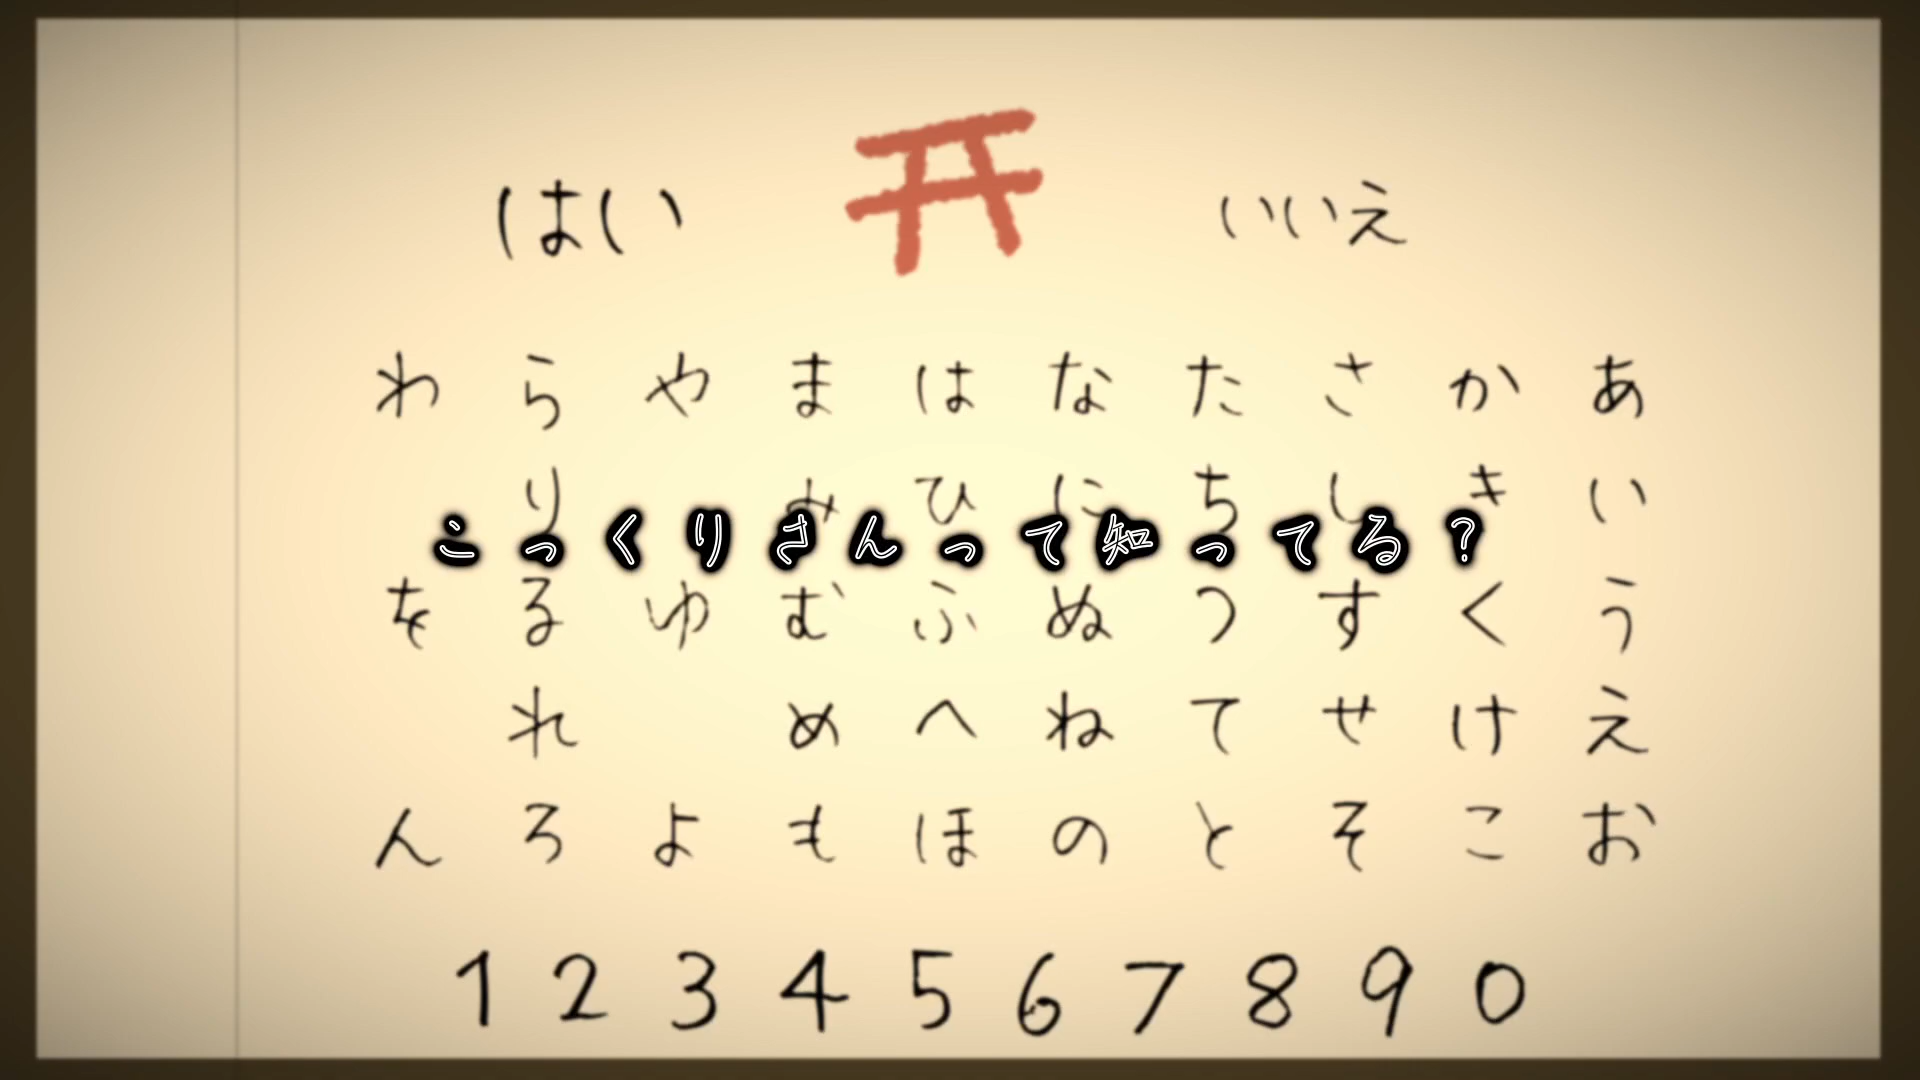 はい いいえ
わ ら や ま は な た さ か あ
り み ひ に ち し き い
こっくりさんって知ってる？
を る ゆ む ふ ぬ つ す く う
れ め へ ね て せ け え
ん ろ よ も ほ の と そ こ お
1 2 3 4 5 6 7 8 9 0